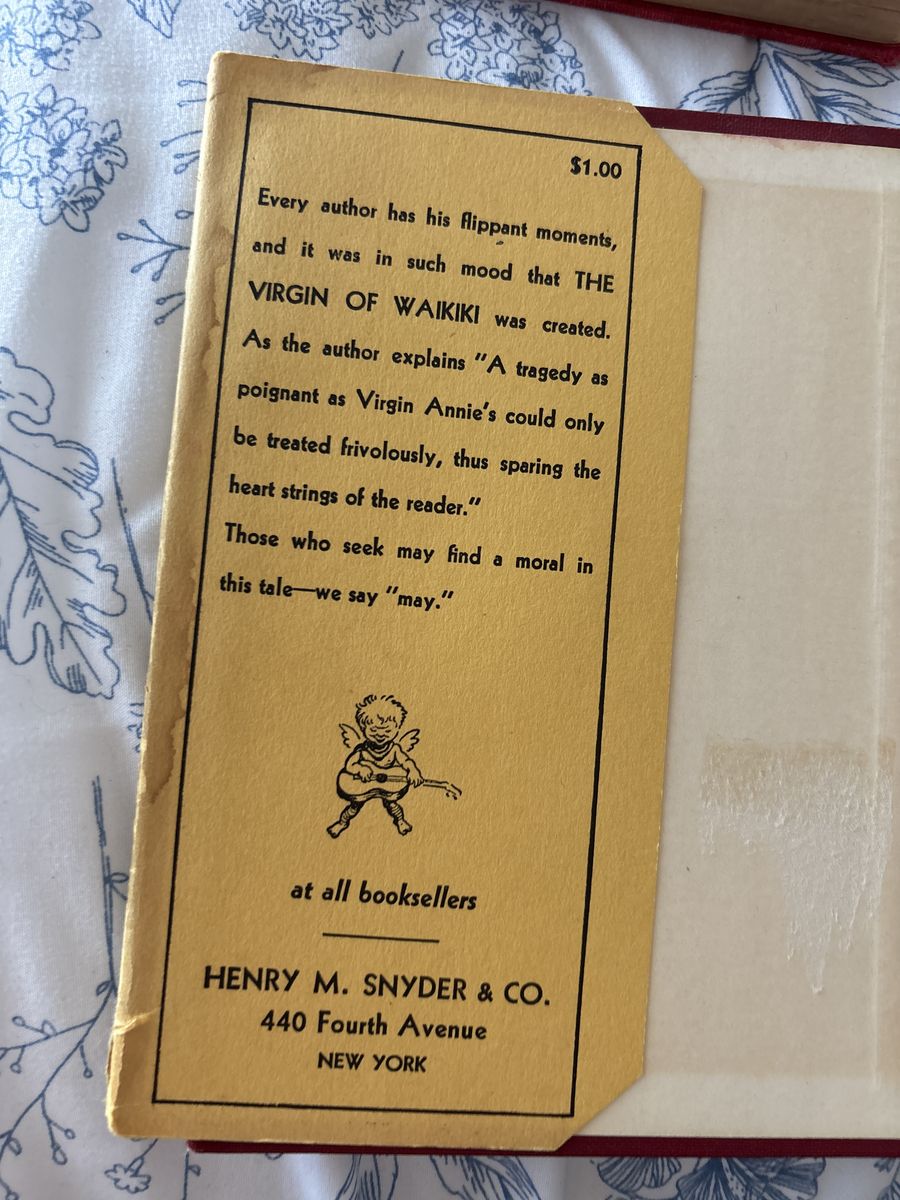 $1.00
Every author has his flippant moments,
and it was in such mood that THE
VIRGIN OF WAIKIKI was created.
As the author explains "A tragedy as
poignant as Virgin Annie's could only
be treated frivolously, thus sparing the
heart strings of the reader."
Those who seek may find a moral in
this tale—we say "may."
at all booksellers
HENRY M. SNYDER & CO.
440 Fourth Avenue
NEW YORK